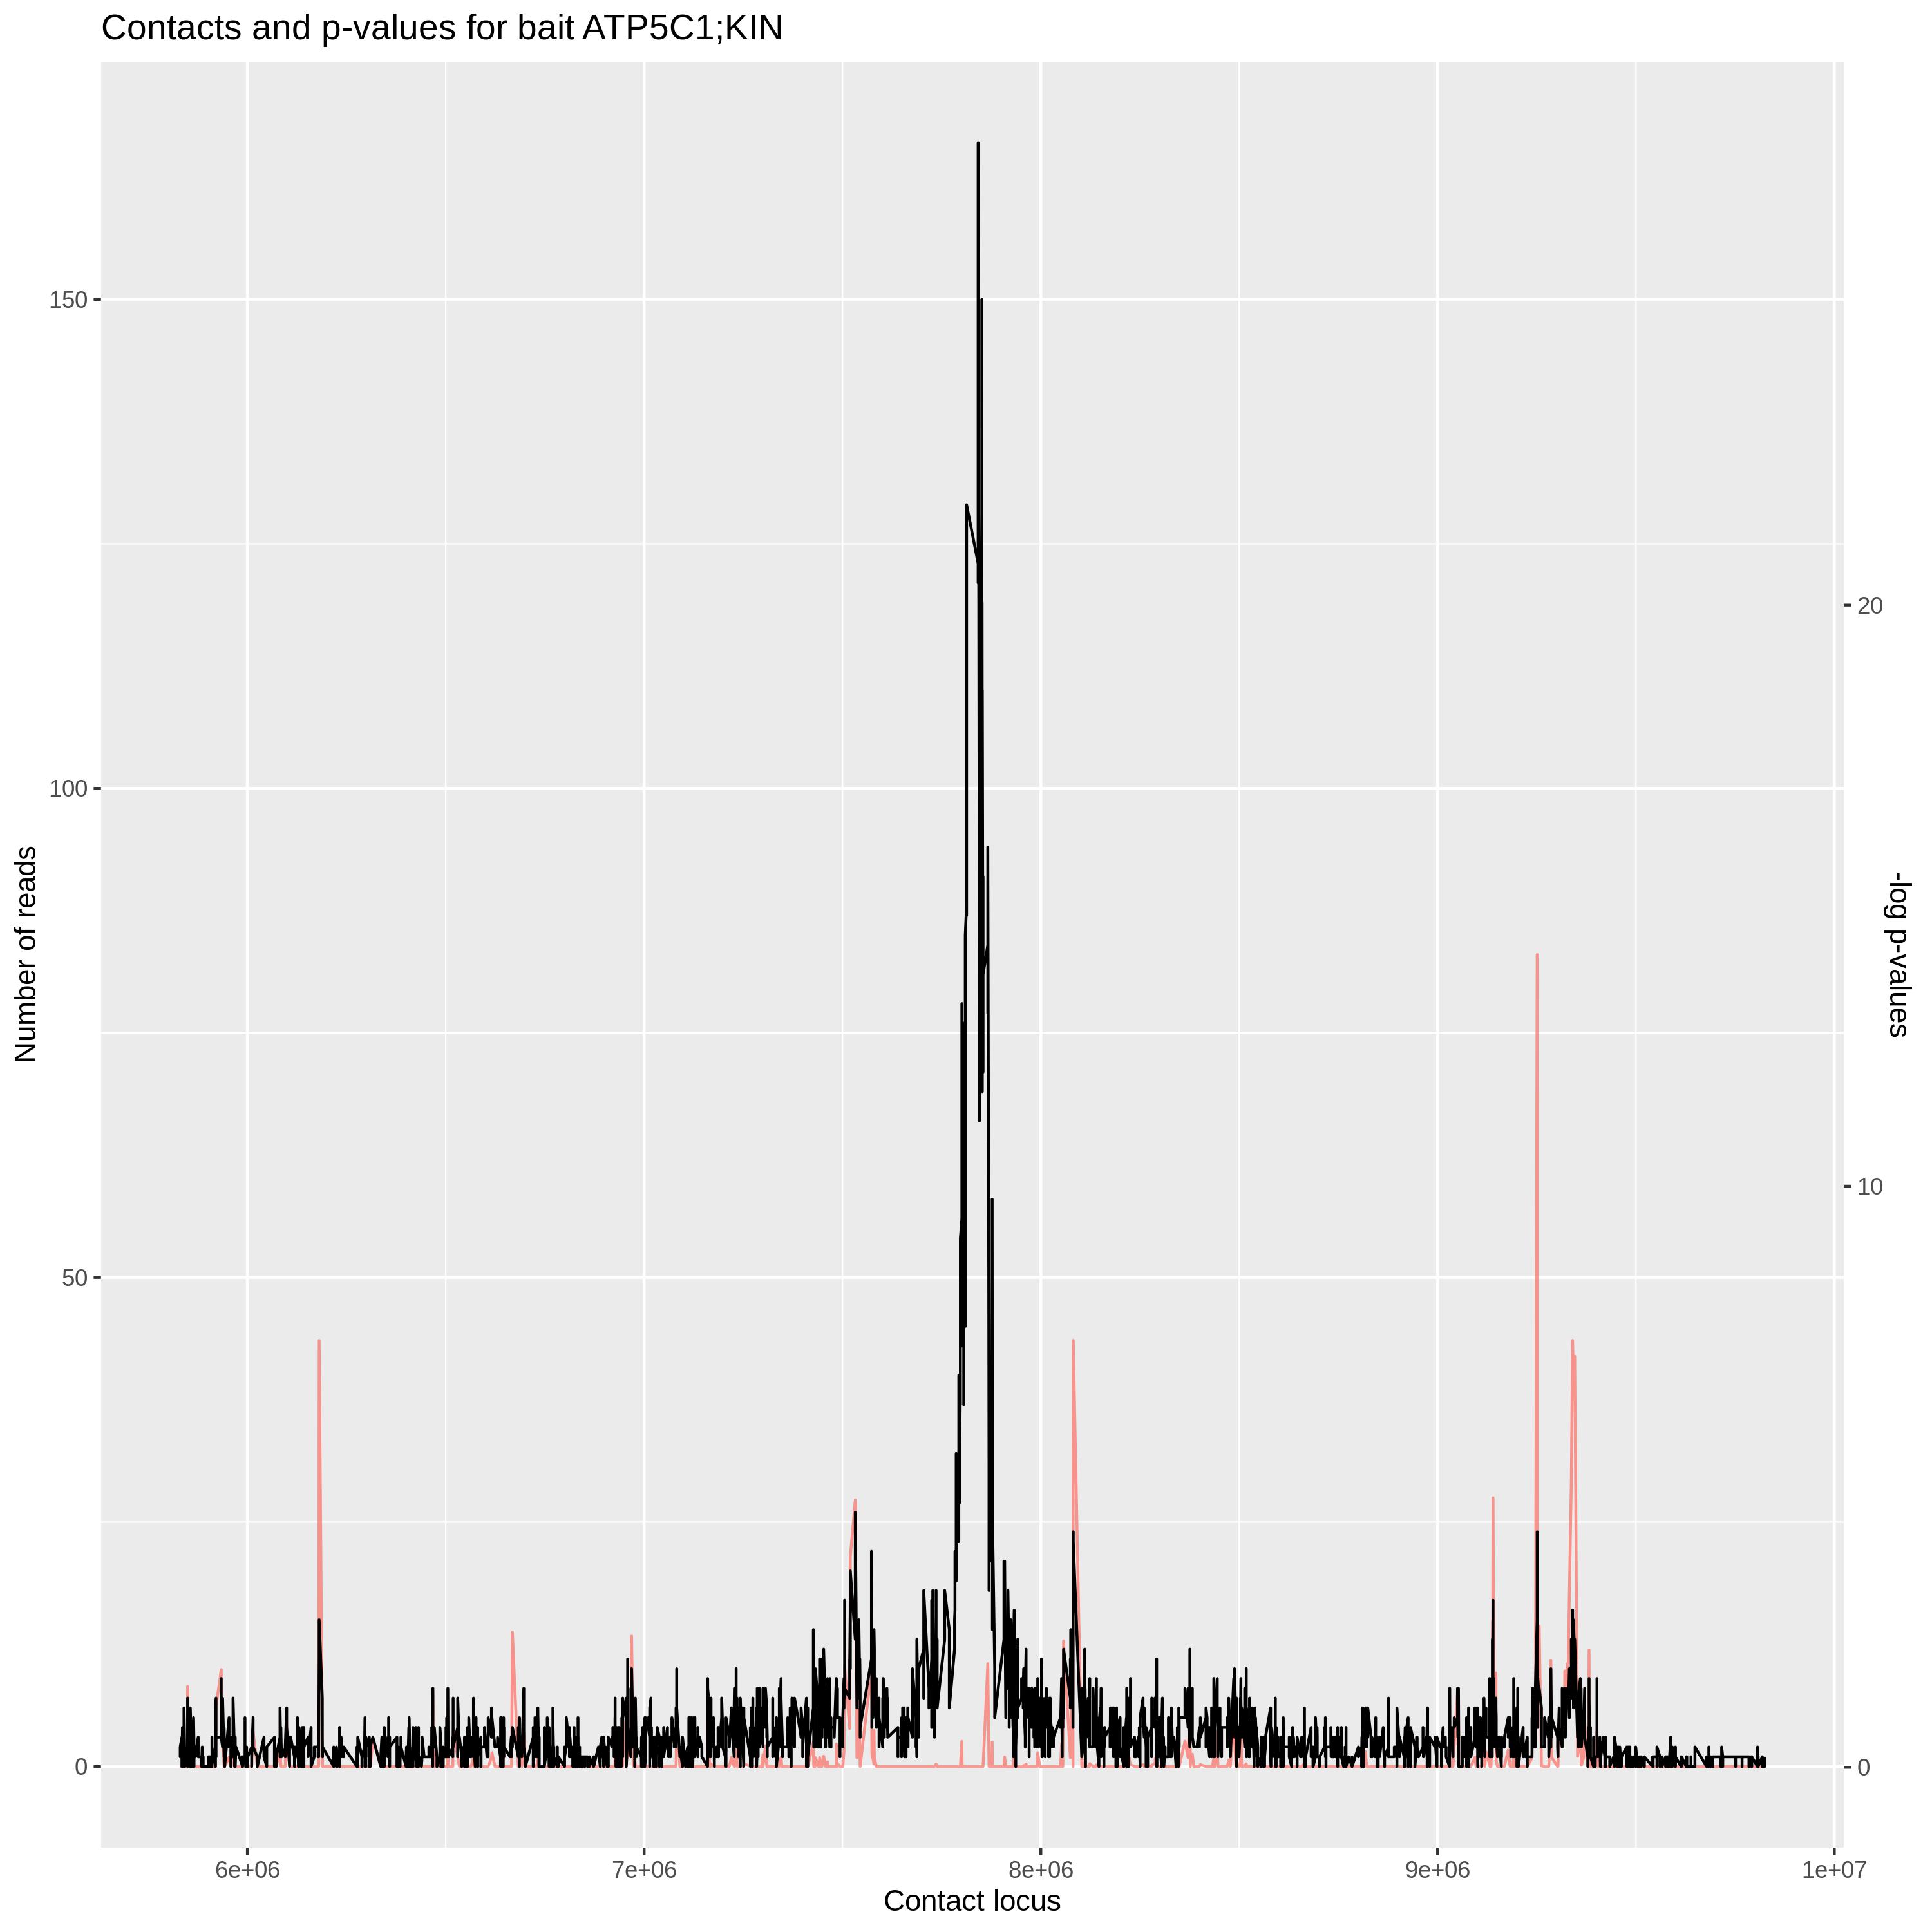 Contacts and p-values for bait ATP5C1;KIN
150
100
50
0
Number of reads
20
10
0
-log p-values
6e+06
7e+06
8e+06
9e+06
1e+07
Contact locus